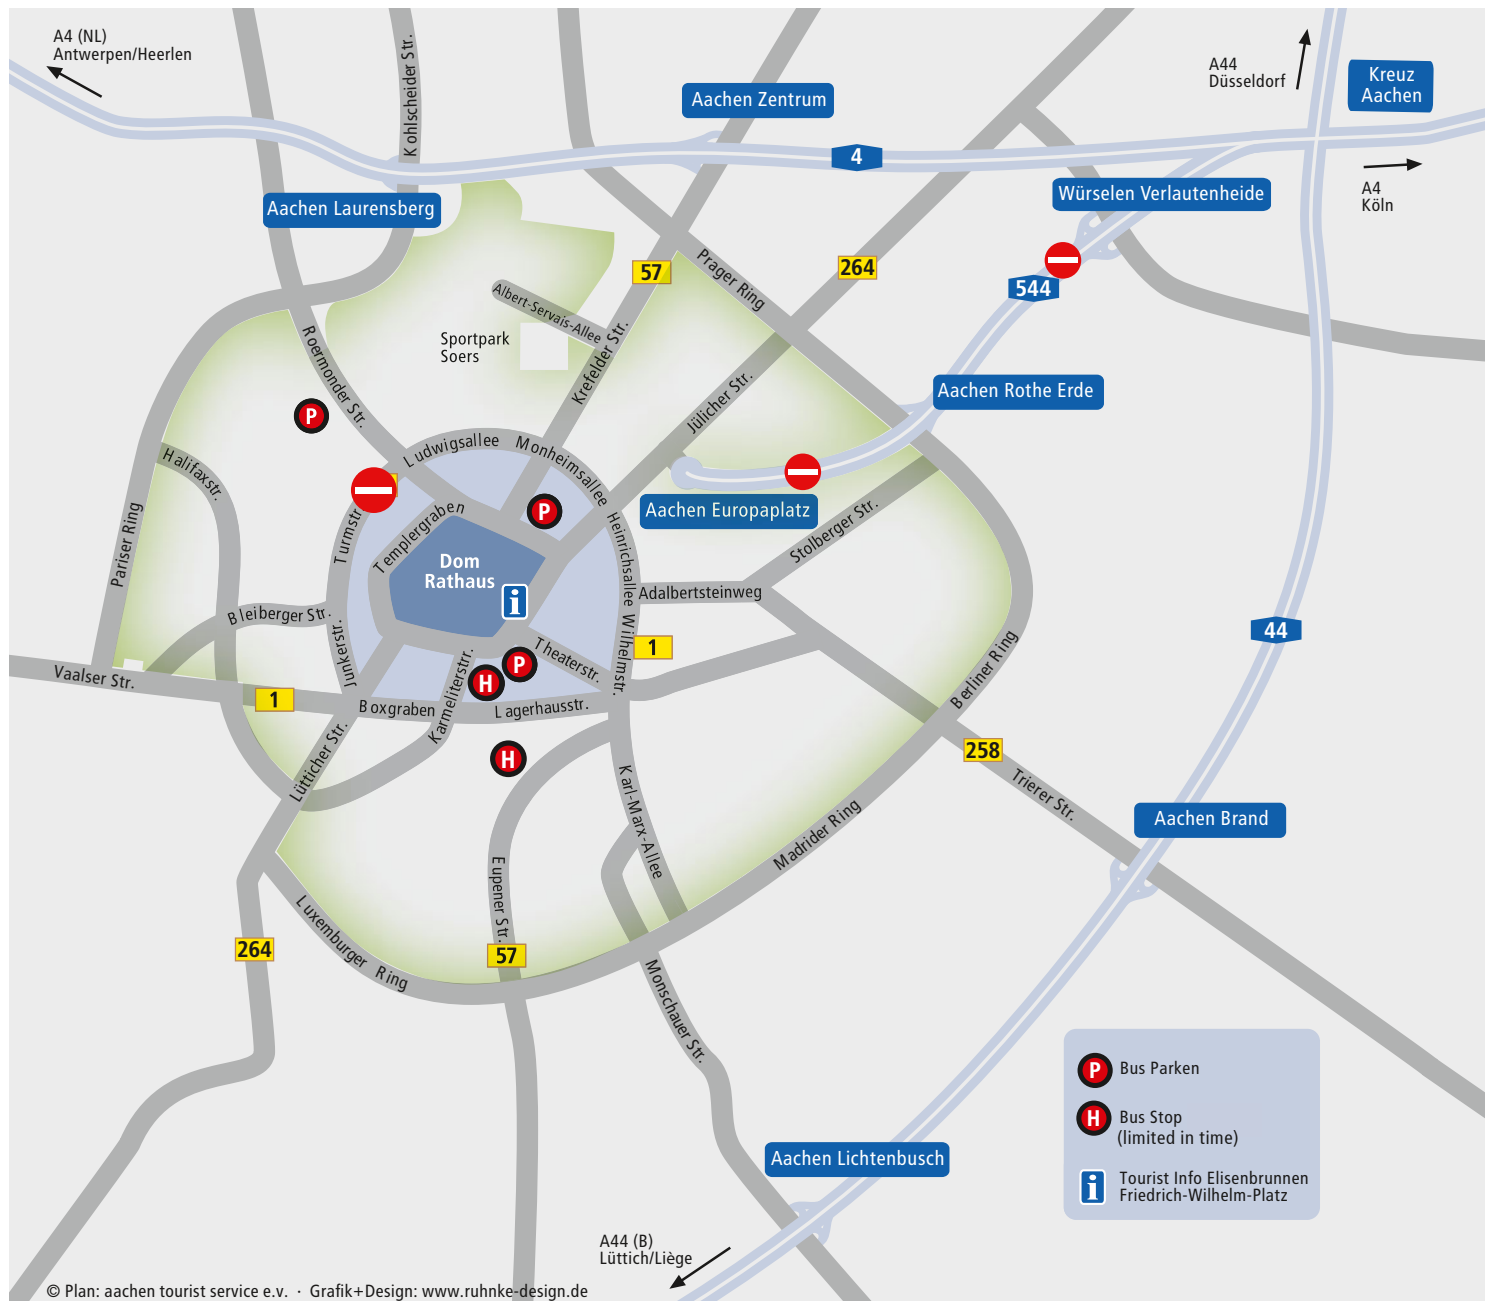 A4 (NL)
Antwerpen/Heerlen
Kohlscheider Str.
Aachen Zentrum
A44
Düsseldorf
Kreuz
Aachen
4
A4
Köln
Aachen Laurensberg
Würselen Verlautenheide
57
Prager Ring
264
544
Albert-Servais-Allee
Sportpark
Soers
Roermonder Str.
Krefelder Str.
Jülicher Str.
Aachen Rothe Erde
P
Ludwigsallee
Monheimsallee
Halifaxstr.
P
Aachen Europaplatz
Stolberger Str.
Pariser Ring
Turmstr.
Templergraben
Heinrichsallee
Dom
Rathaus
i
Adalbertsteinweg
Bleiberger Str.
Junkerstr.
Wilhelmstr.
1
44
Theaterstr.
P
H
Vaalser Str.
1
Boxgraben
Karmeliterstrr.
Lagerhausstr.
Berliner Ring
Lütticher Str.
H
258
Trierer Str.
Karl-Marx-Allee
Madrider Ring
Aachen Brand
Eupener Str.
Luxemburger Ring
264
57
Monschauer Str.
P
Bus Parken
H
Bus Stop
(limited in time)
i
Tourist Info Elisenbrunnen
Friedrich-Wilhelm-Platz
Aachen Lichtenbusch
A44 (B)
Lüttich/Liège
© Plan: aachen tourist service e.v. · Grafik+Design: www.ruhnke-design.de